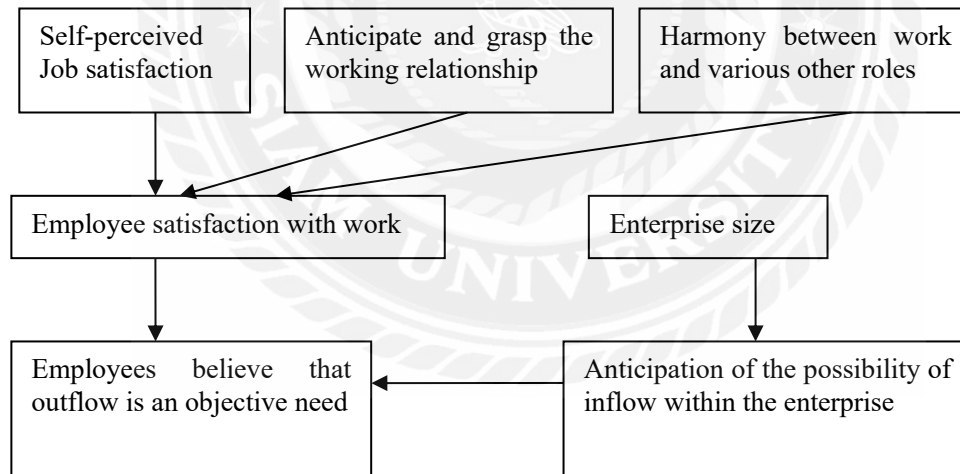 Self-perceived
Job satisfaction
Anticipate and grasp the
working relationship
Harmony between work
and various other roles
SIAM UNIVERSITY
Employee satisfaction with work
Enterprise size
Employees believe that
outflow is an objective need
Anticipation of the possibility of
inflow within the enterprise